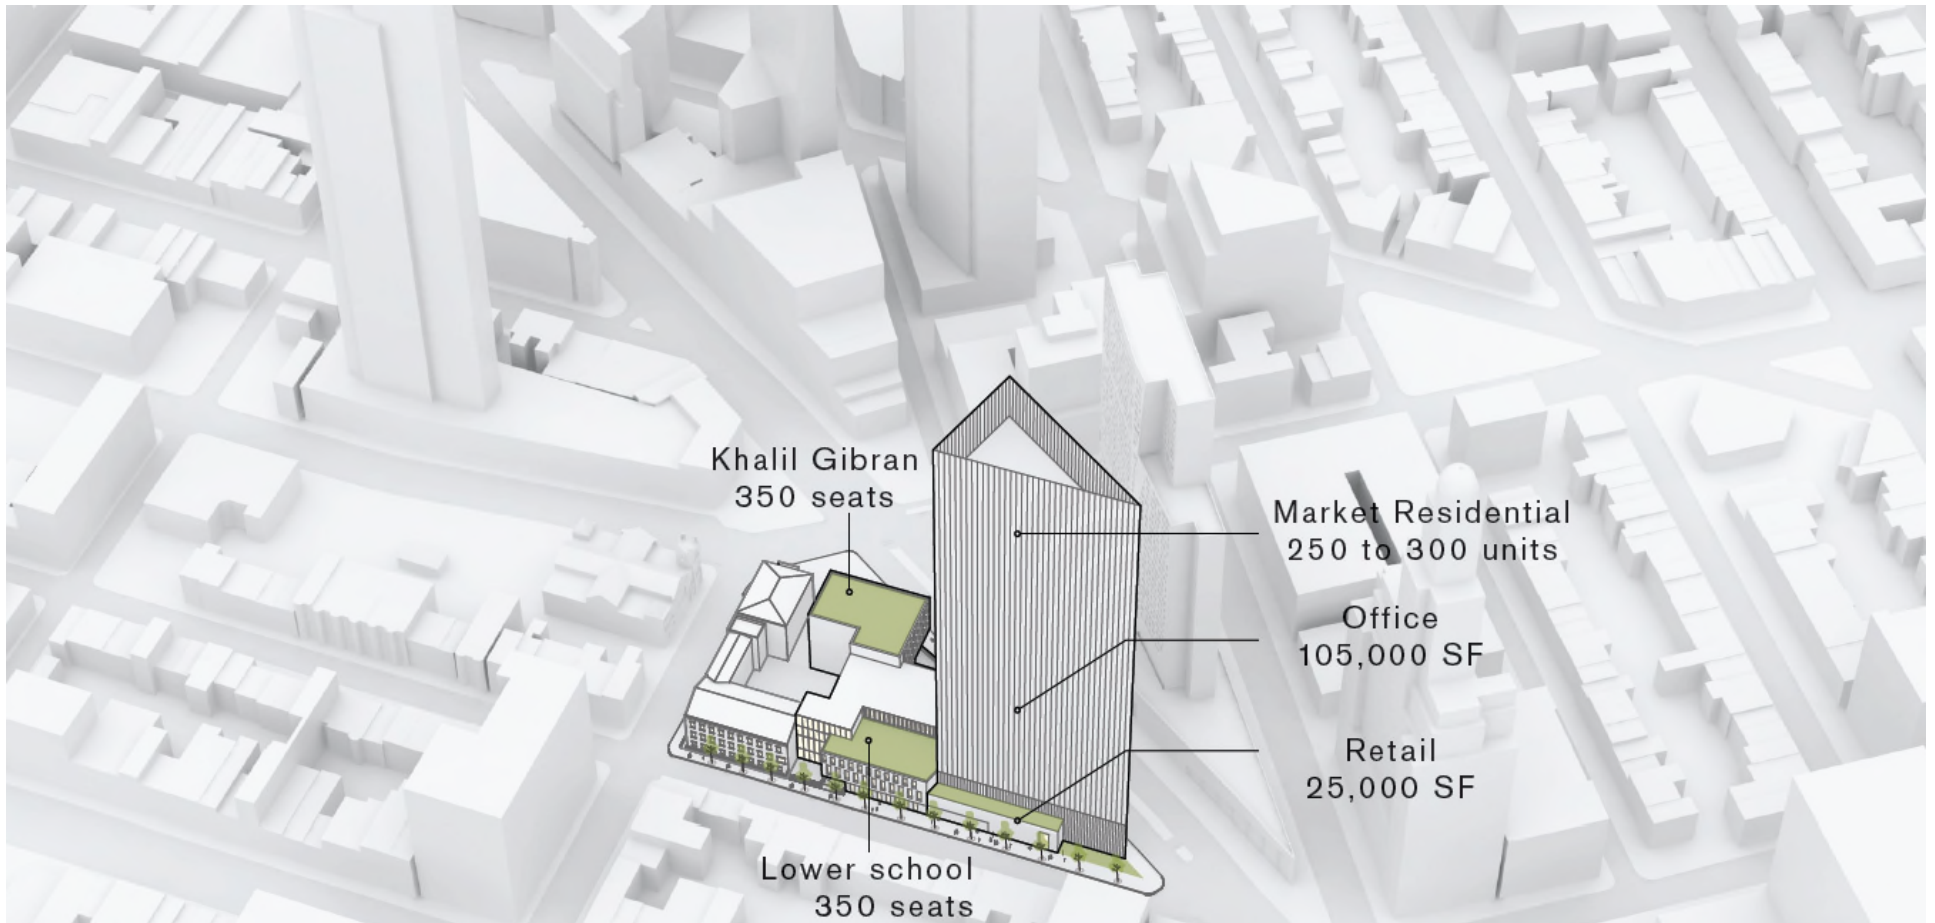 Khalil Gibran
350 seats
Market Residential
250 to 300 units
Office
105,000 SF
Retail
25,000 SF
Lower school
350 seats